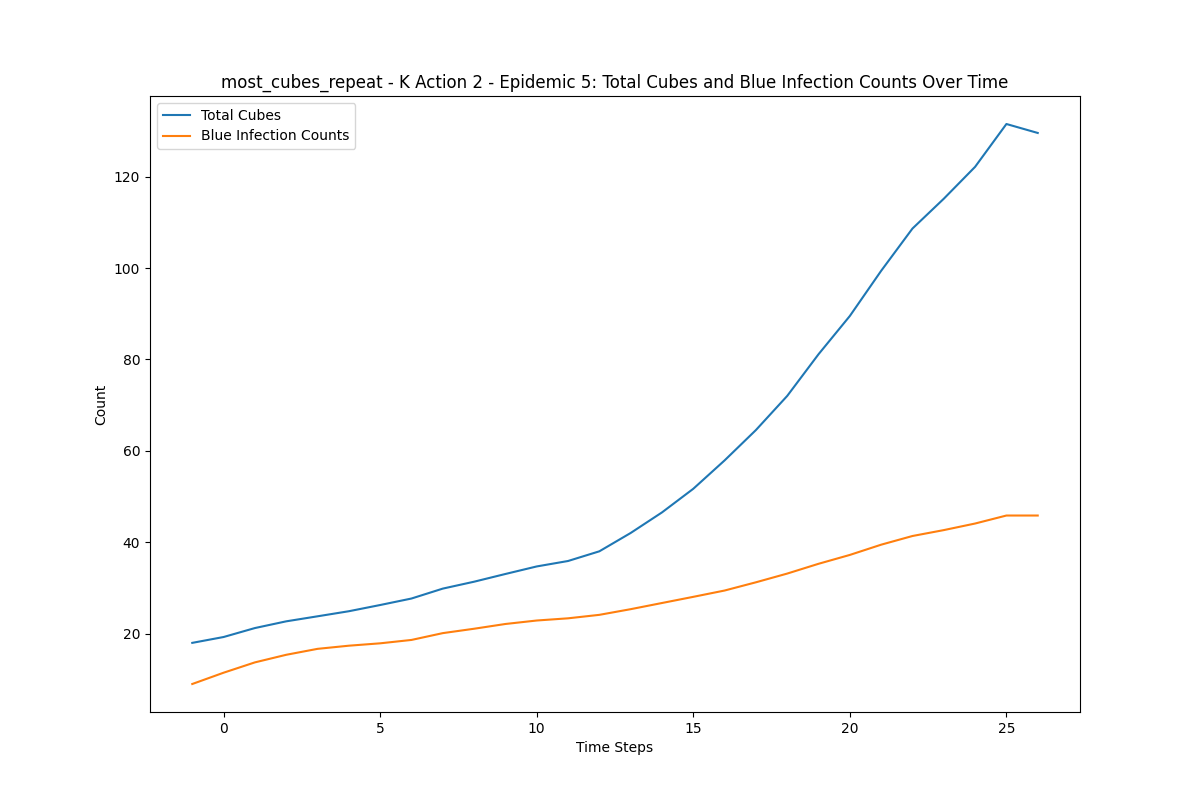 most_cubes_repeat - K Action 2 - Epidemic 5: Total Cubes and Blue Infection Counts Over Time
Total Cubes
Blue Infection Counts
120
100
80
60
40
20
Count
0 5 10 15 20 25
Time Steps